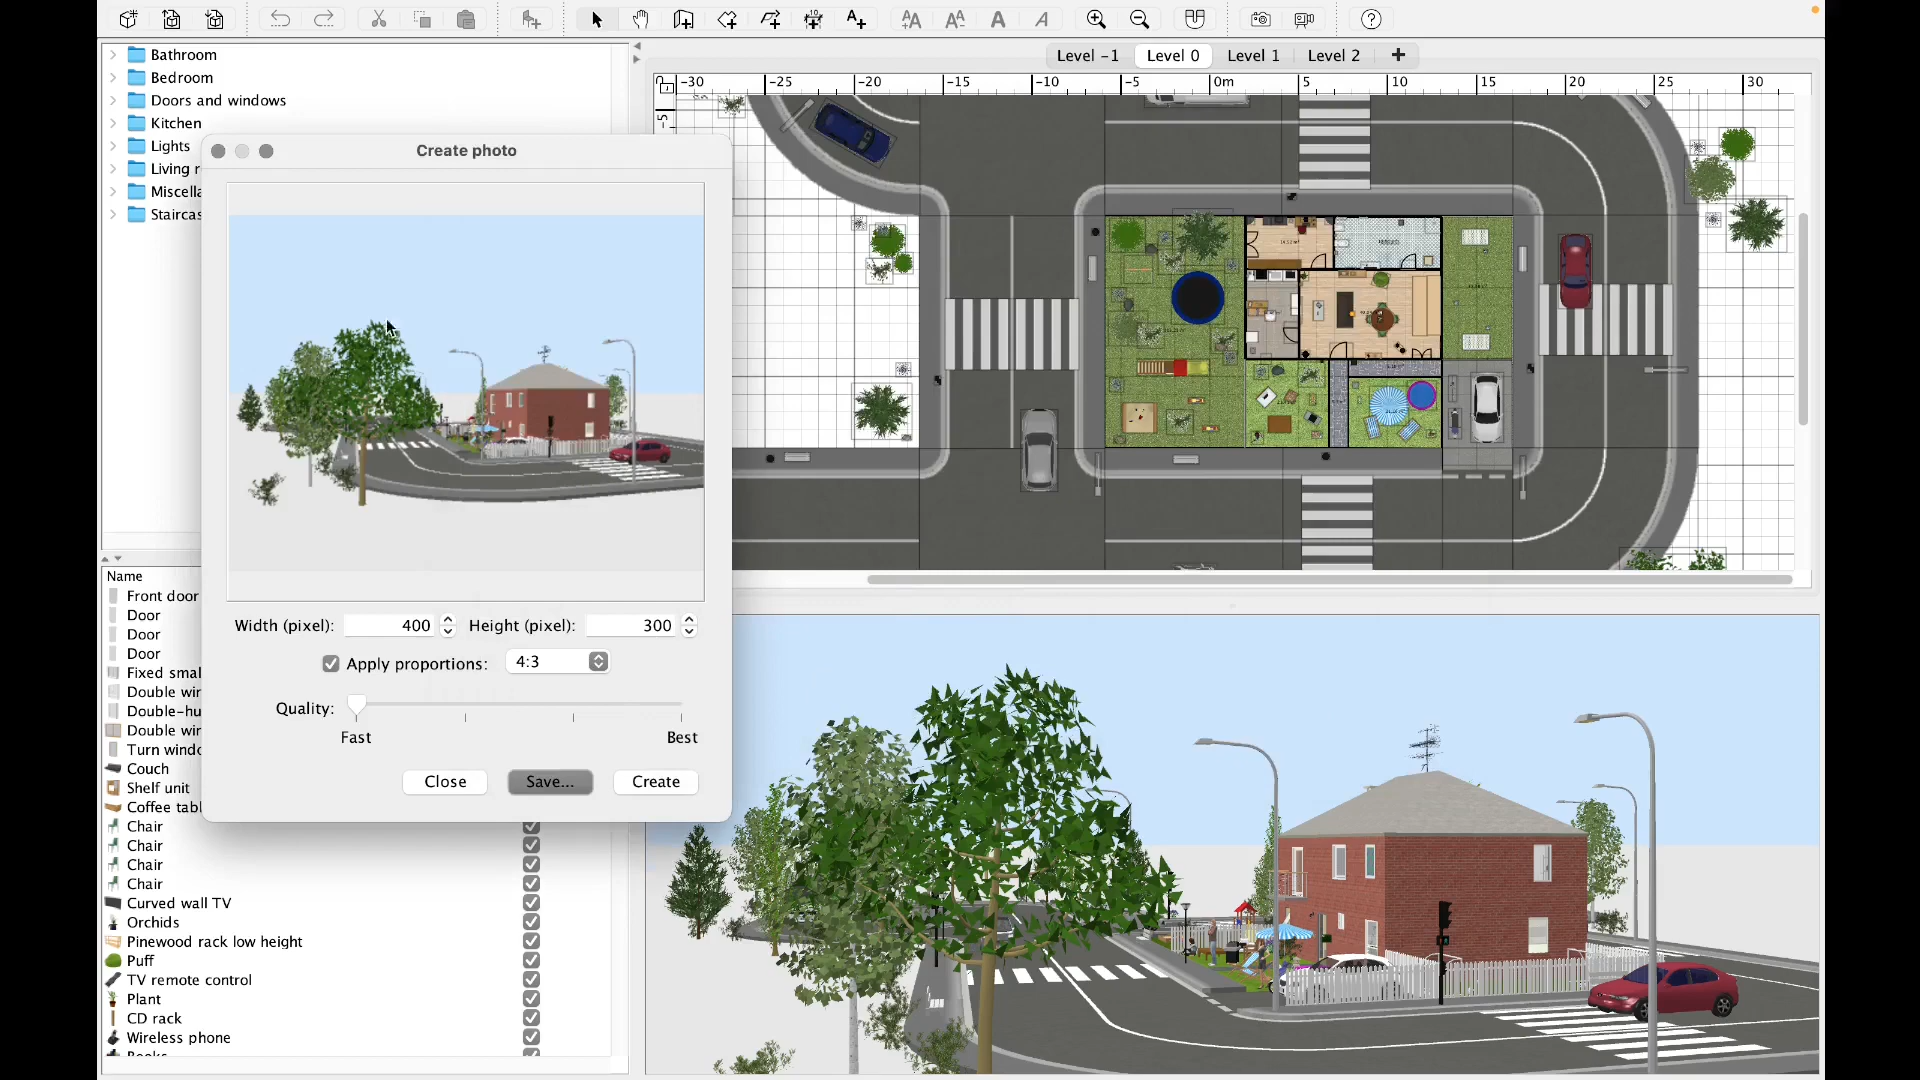 Level -1 Level 0 Level 1 Level 2
-30 -25 -20 -15 -10 -5 0m 5 10 15 20 25 30
-5
Bathroom
Bedroom
Doors and windows
Kitchen
Lights
Living r
Miscella
Staircas
Create photo
Width (pixel): 400 Height (pixel): 300
Apply proportions: 4:3
Quality:
Fast Best
Close Save... Create
Name
Front door
Door
Door
Door
Fixed smal
Double wir
Double-hu
Double wir
Turn windo
Couch
Shelf unit
Coffee tabl
Chair
Chair
Chair
Chair
Curved wall TV
Orchids
Pinewood rack low height
Puff
TV remote control
Plant
CD rack
Wireless phone
Books